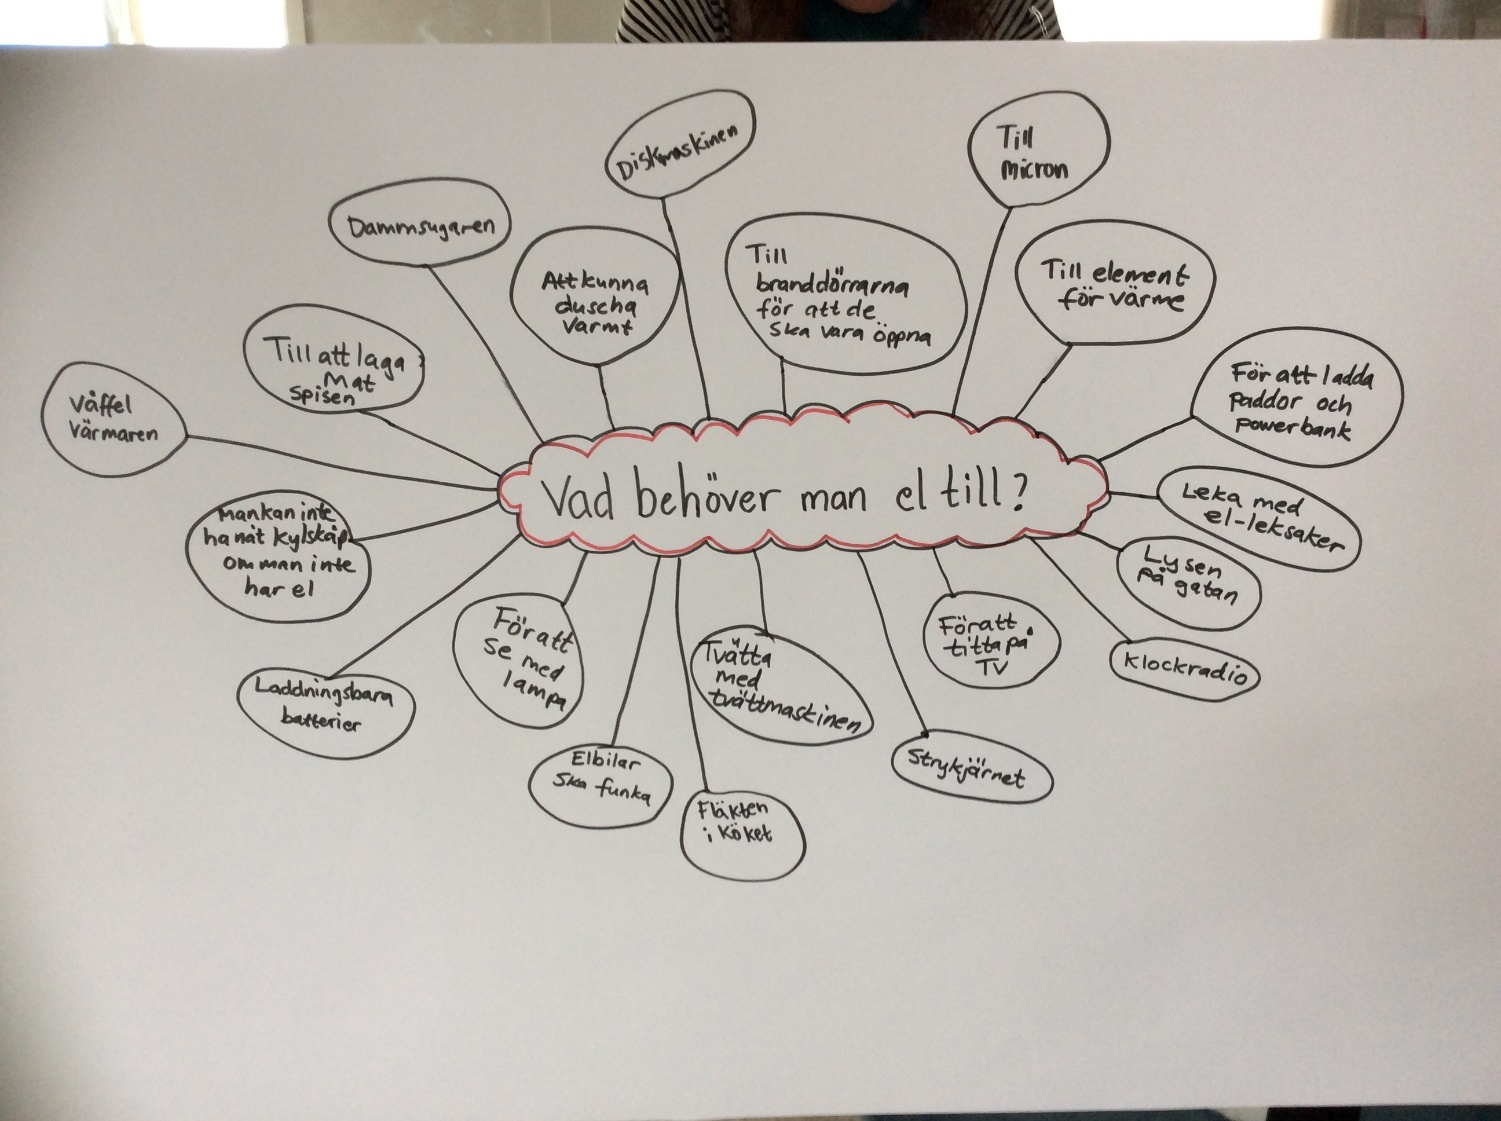 Diskmaskinen
Till
micron
Dammsugaren
Att kunna
duscha
varmt
Till
branddörrarna
för att de
ska vara öppna
Till element
för värme
Till att laga
mat
spisen
För att ladda
paddor och
powerbank
Våffel
värmaren
Vad behöver man el till?
Leka med
el-leksaker
Man kan inte
ha nåt kylskåp
om man inte
har el
Lysen
på gatan
För att
se med
lampa
Tvätta
med
tvättmaskinen
För att
titta på
TV
Klockradio
Laddningsbara
batterier
Elbilar
ska funka
Strykjärnet
Fläkten
i köket